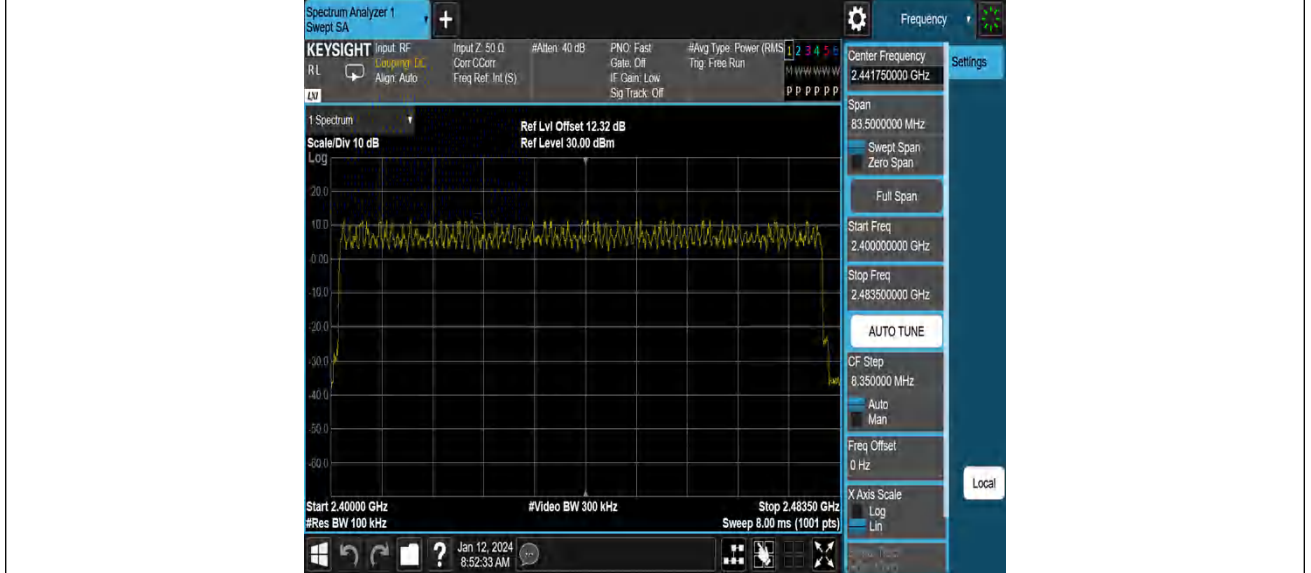 Spectrum Analyzer 1
Swept SA
+
Frequency
KEYSIGHT
RL
LXI
Input: RF
Coupling: DC
Align: Auto
Input Z: 50 Ω
Corr CCorr
Freq Ref: Int (S)
#Atten: 40 dB
PNO: Fast
Gate: Off
IF Gain: Low
Sig Track: Off
#Avg Type: Power (RMS
Trig: Free Run
1 2 3 4 5 6
M W W W W W
P P P P P P
Center Frequency
2.441750000 GHz
Settings
Span
83.5000000 MHz
Swept Span
Zero Span
Full Span
Start Freq
2.400000000 GHz
Stop Freq
2.483500000 GHz
AUTO TUNE
CF Step
8.350000 MHz
Auto
Man
Freq Offset
0 Hz
X Axis Scale
Log
Lin
Local
1 Spectrum
Scale/Div 10 dB
Log
Ref Lvl Offset 12.32 dB
Ref Level 30.00 dBm
20.0
10.0
0.00
-10.0
-20.0
-30.0
-40.0
-50.0
-60.0
Start 2.40000 GHz
#Res BW 100 kHz
#Video BW 300 kHz
Stop 2.48350 GHz
Sweep 8.00 ms (1001 pts)
?
Jan 12, 2024
8:52:33 AM